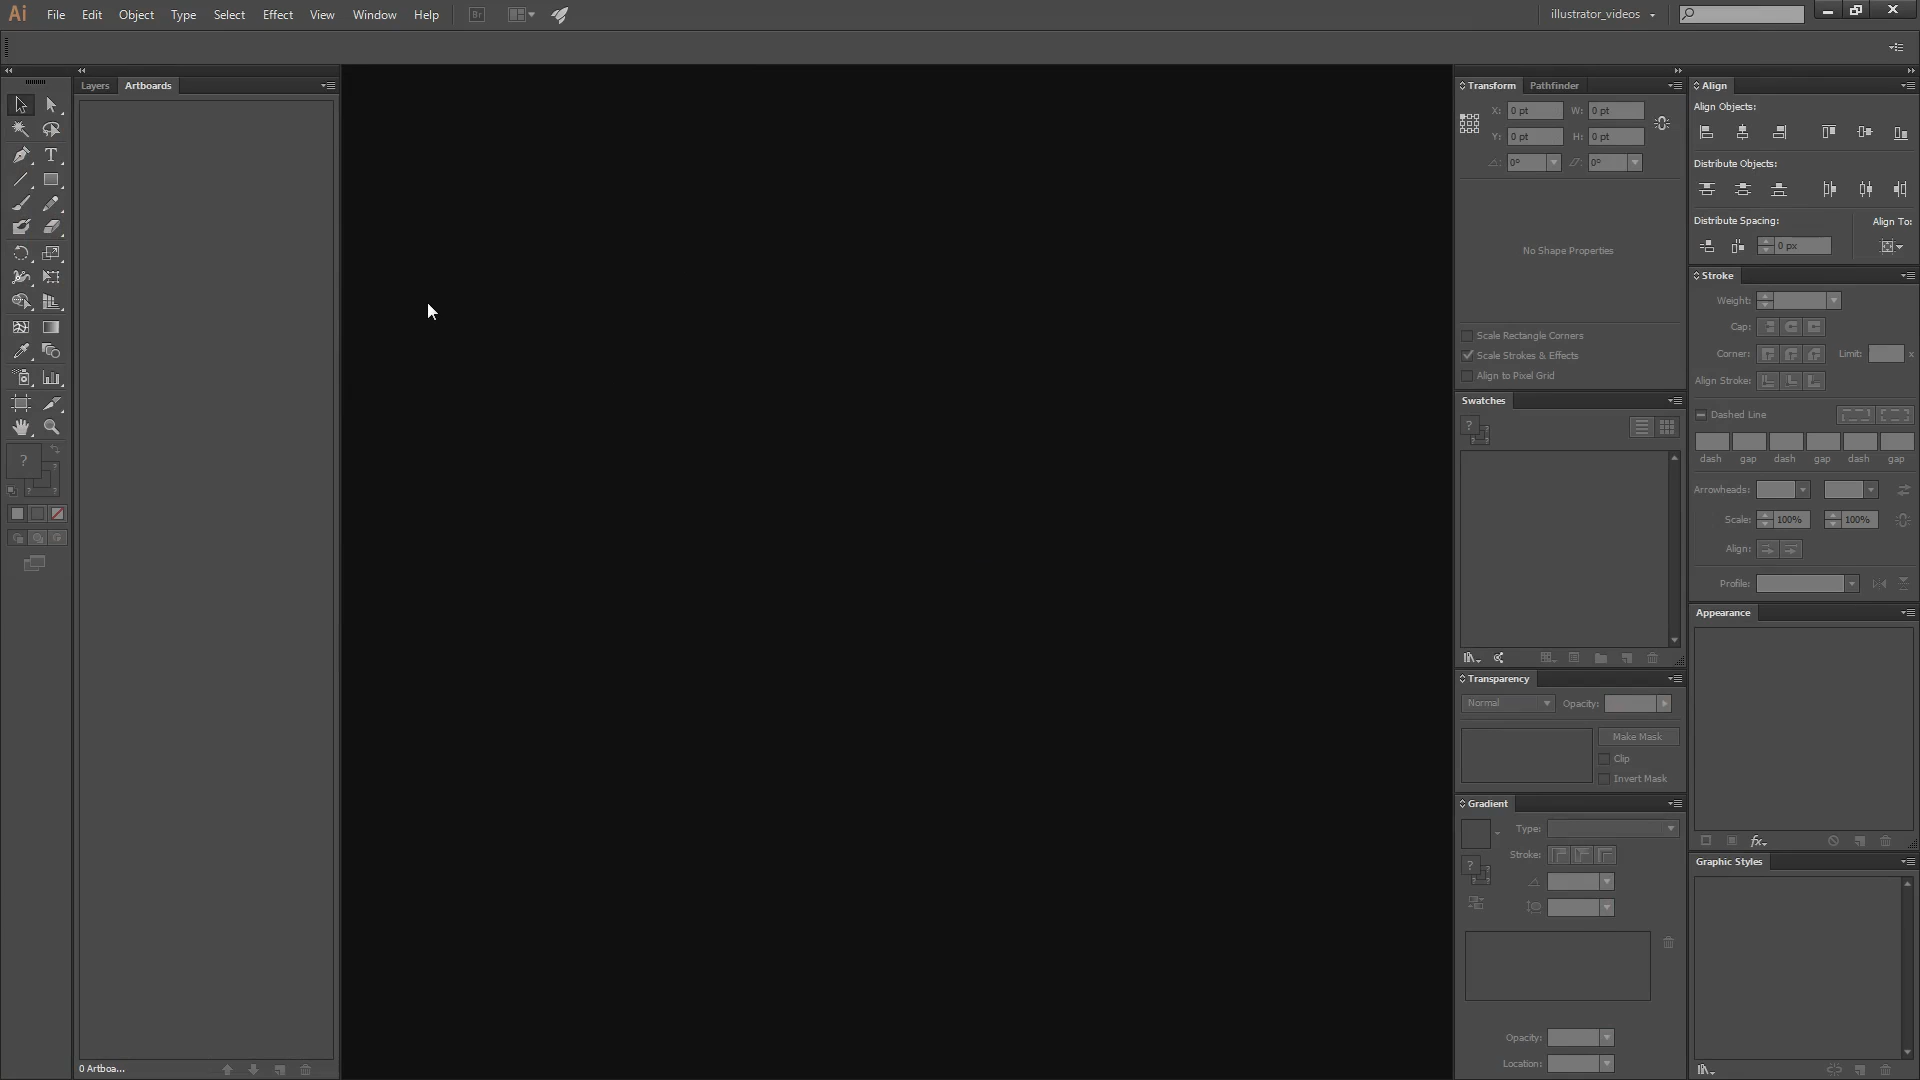 Ai File Edit Object Type Select Effect View Window Help Br illustrator_videos
Layers Artboards
0 Artboa...
Transform Pathfinder
X: 0 pt W: 0 pt
Y: 0 pt H: 0 pt
0° 0°
No Shape Properties
Scale Rectangle Corners
Scale Strokes & Effects
Align to Pixel Grid
Swatches
?
Transparency
Normal Opacity:
Make Mask
Clip
Invert Mask
Gradient
Type:
Stroke:
?
Opacity:
Location:
Align
Align Objects:
Distribute Objects:
Distribute Spacing: Align To:
0 px
Stroke
Weight:
Cap:
Corner: Limit: x
Align Stroke:
Dashed Line
dash gap dash gap dash gap
Arrowheads:
Scale: 100% 100%
Align:
Profile:
Appearance
fx
Graphic Styles
T
?